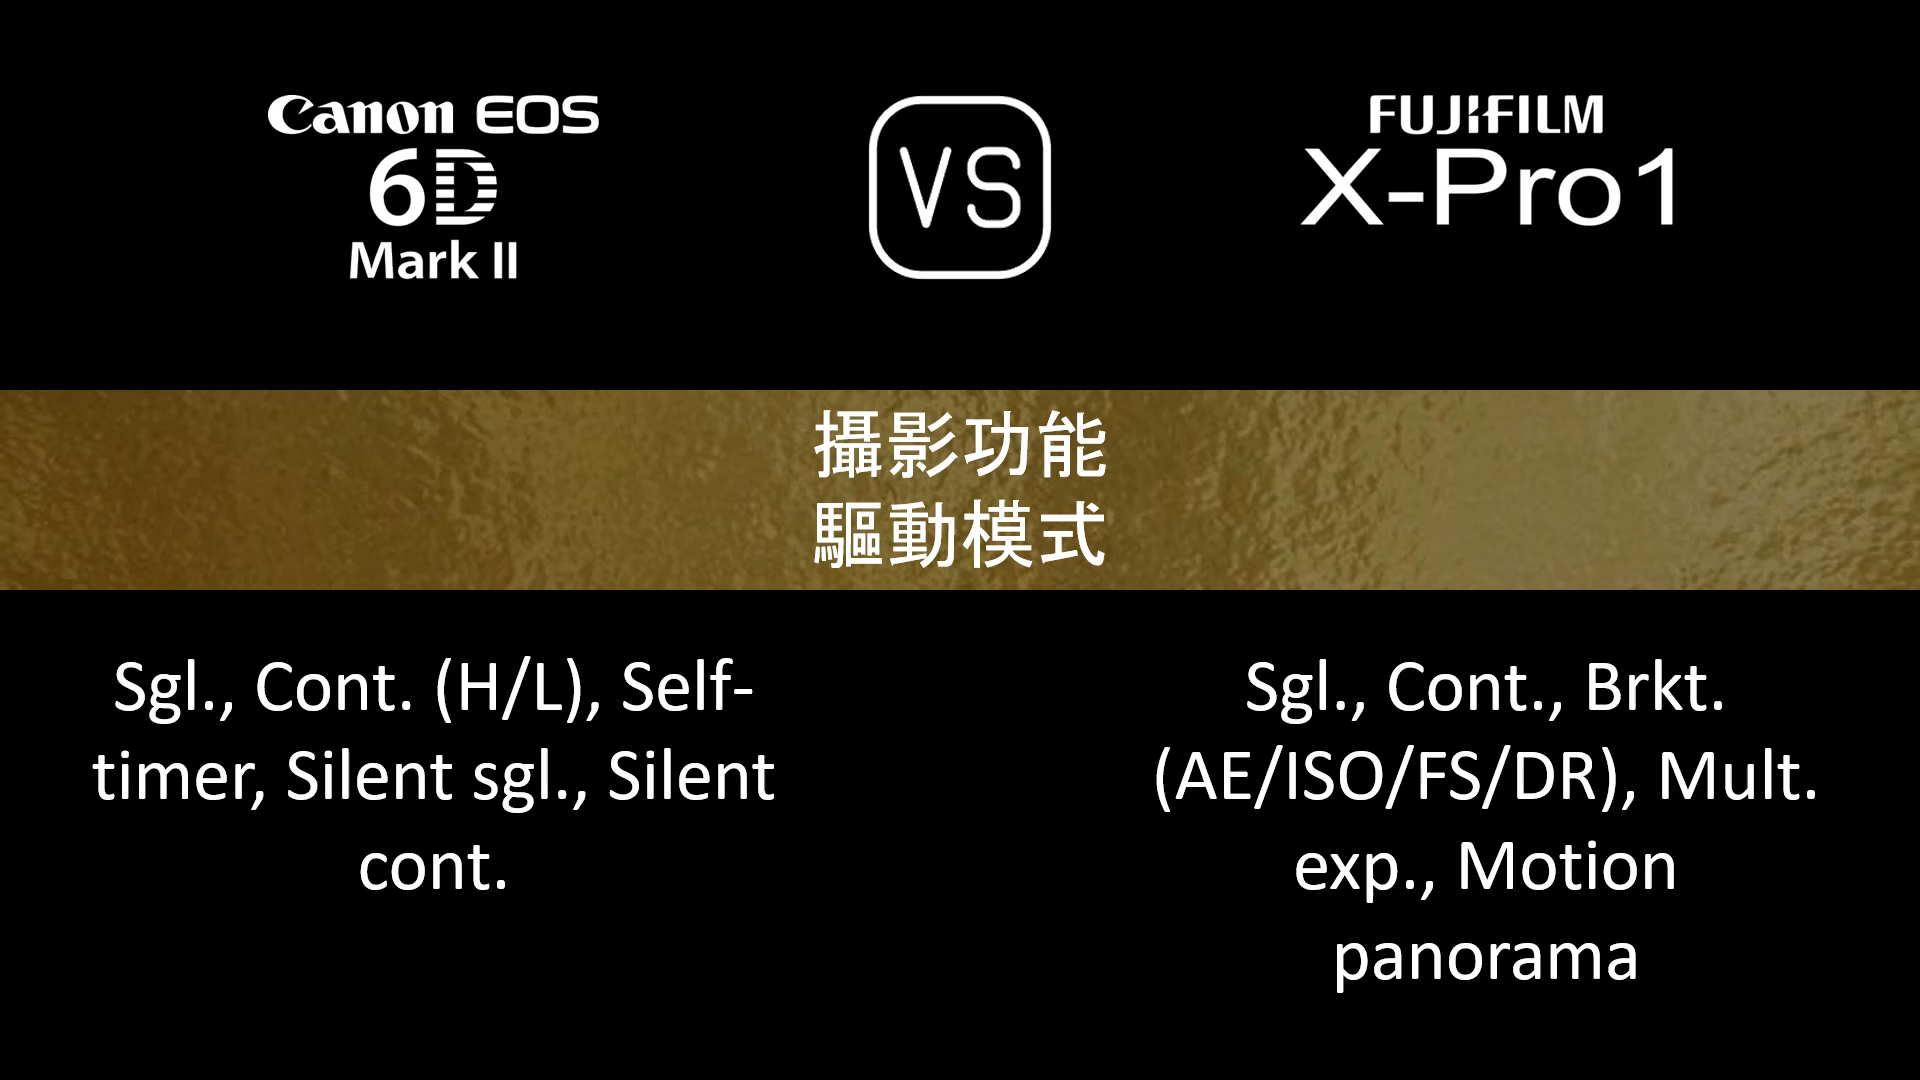 Canon EOS
6D
Mark II
VS
FUJIFILM
X-Pro1
攝影功能
驅動模式
Sgl., Cont. (H/L), Self-
timer, Silent sgl., Silent
cont.
Sgl., Cont., Brkt.
(AE/ISO/FS/DR), Mult.
exp., Motion
panorama